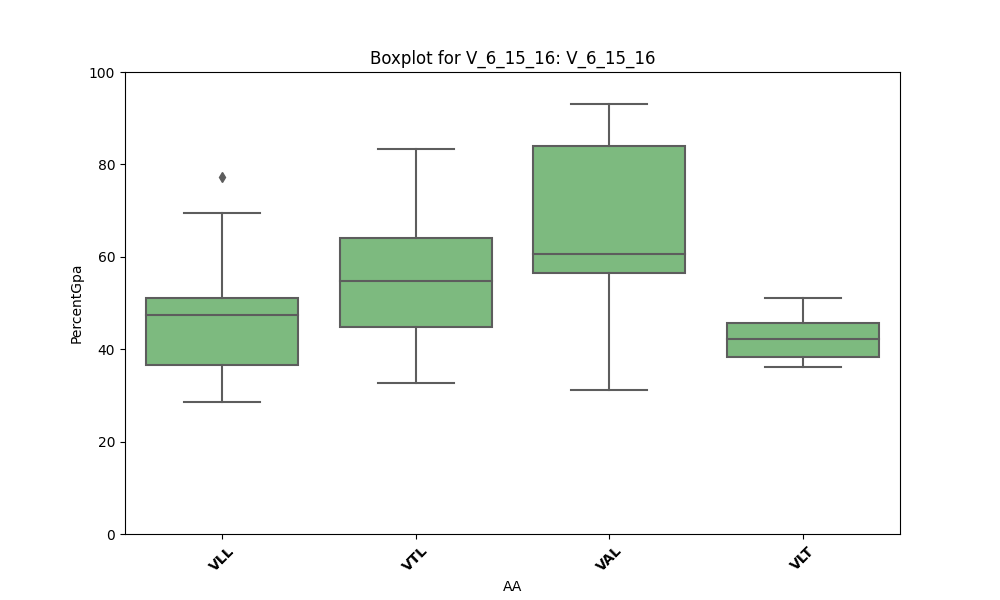 Boxplot for V_6_15_16: V_6_15_16
100
80
60
40
20
0
PercentGpa
VLL
VTL
VAL
VLT
AA